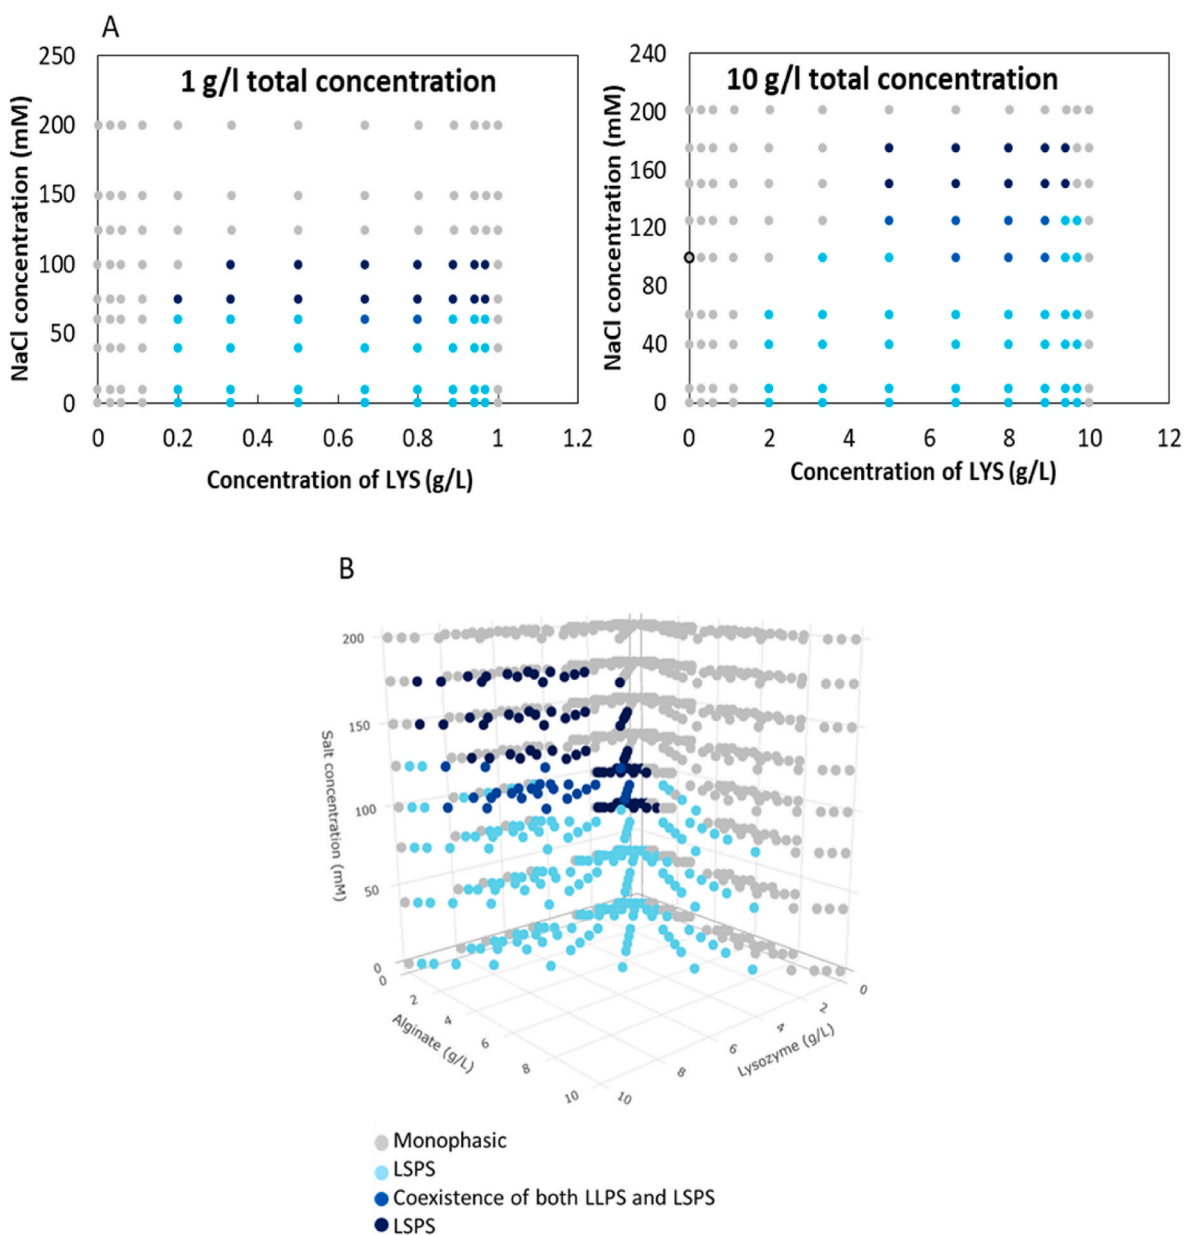 A
1 g/l total concentration
NaCl concentration (mM)
250
200
150
100
50
0
0 0.2 0.4 0.6 0.8 1 1.2
Concentration of LYS (g/L)
10 g/l total concentration
NaCl concentration (mM)
240
200
160
120
80
40
0
0 2 4 6 8 10 12
Concentration of LYS (g/L)
B
Salt concentration (mM)
200
150
100
50
0
0
2
4
6
8
10
Alginate (g/L)
10
8
6
4
2
0
Lysozyme (g/L)
Monophasic
LSPS
Coexistence of both LLPS and LSPS
LSPS